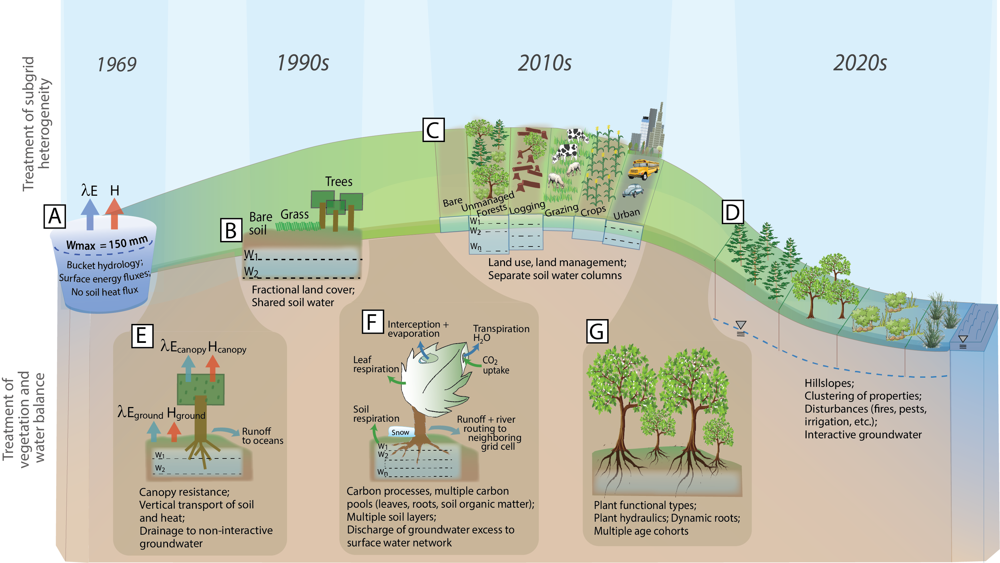 Treatment of subgrid
heterogeneity
Treatment of
vegetation and
water balance
1969
1990s
2010s
2020s
A
λE
H
Wmax = 150 mm
Bucket hydrology;
Surface energy fluxes;
No soil heat flux
B
Bare
soil
Grass
Trees
W1
W2
Fractional land cover;
Shared soil water
C
Bare
Unmanaged
Forests
Logging
Grazing
Crops
Urban
W1
W2
Wn
Land use, land management;
Separate soil water columns
D
Hillslopes;
Clustering of properties;
Disturbances (fires, pests,
irrigation, etc.);
Interactive groundwater
E
λEcanopy Hcanopy
λEground Hground
Runoff
to oceans
W1
W2
Canopy resistance;
Vertical transport of soil
and heat;
Drainage to non-interactive
groundwater
F
Interception +
evaporation
Transpiration
H2O
Leaf
respiration
CO2
uptake
Soil
respiration
Snow
Runoff + river
routing to
neighboring
grid cell
W1
W2
Wn
Carbon processes, multiple carbon
pools (leaves, roots, soil organic matter);
Multiple soil layers;
Discharge of groundwater excess to
surface water network
G
Plant functional types;
Plant hydraulics; Dynamic roots;
Multiple age cohorts